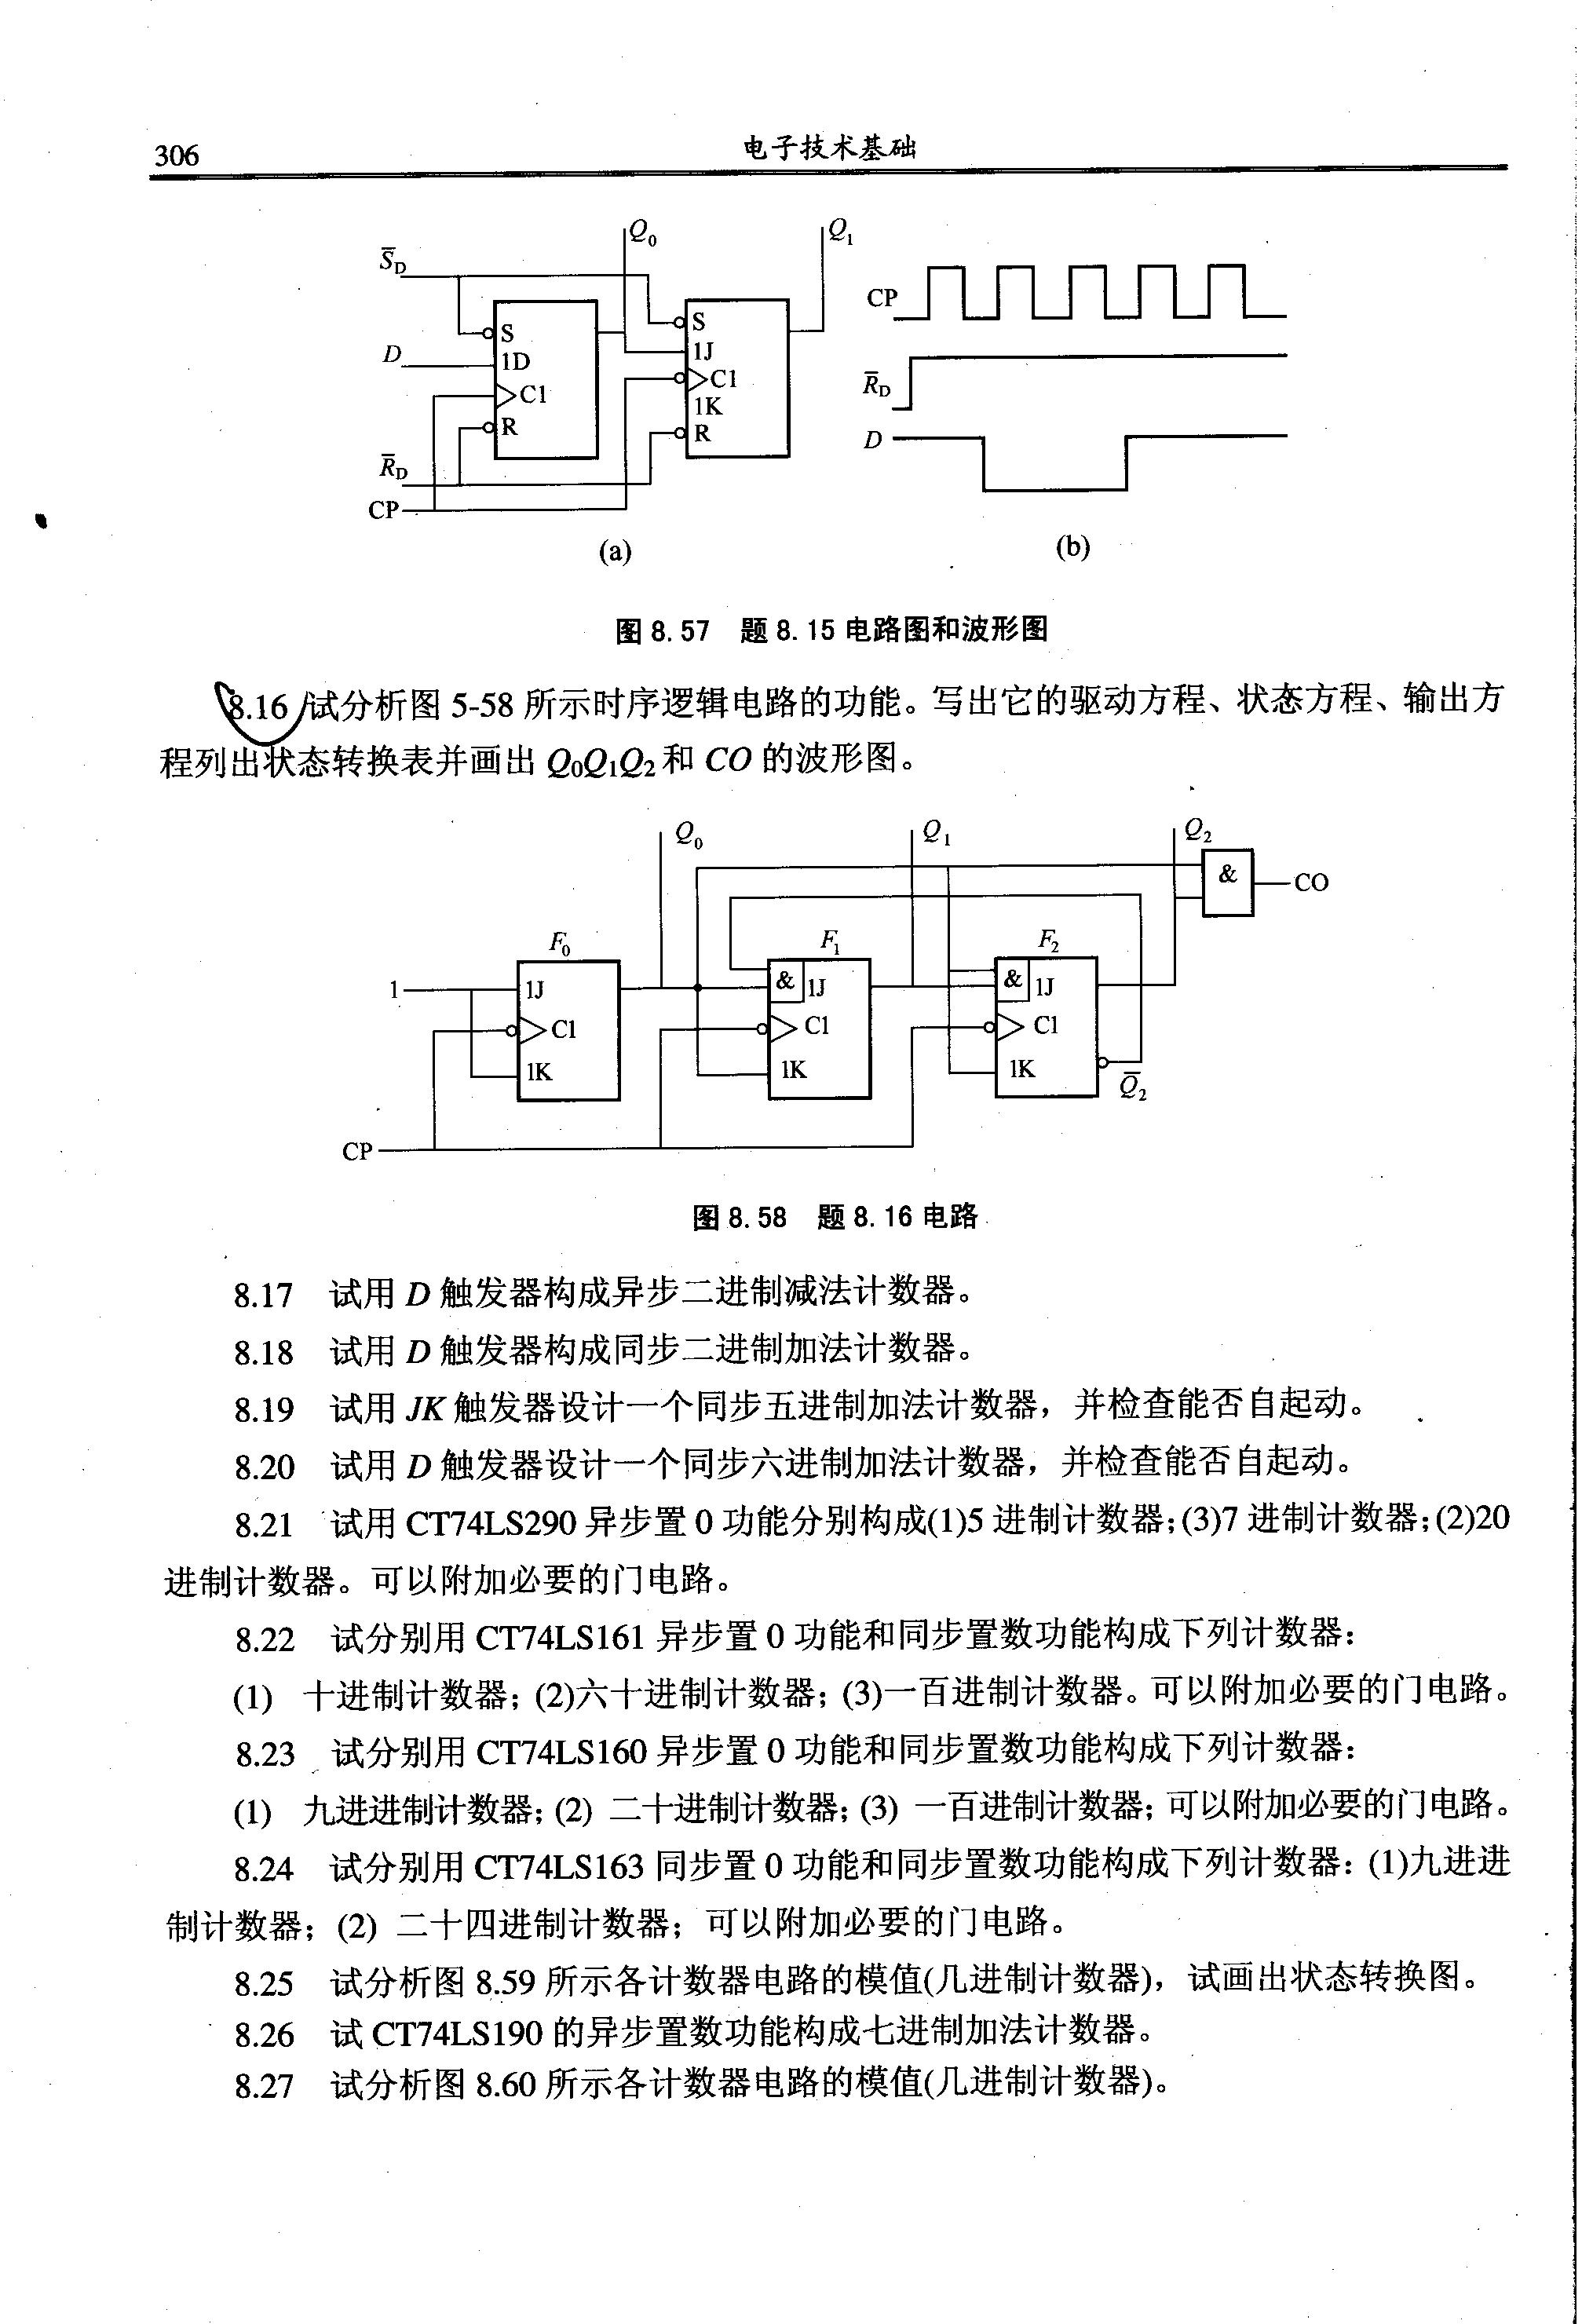 306
电子技术基础
Q₀
Q₁
S̅D
S
S
CP
D
1D
1J
C1
C1
R̅D
1K
R
R
D
R̅D
CP
(a)
(b)
图 8.57 题 8.15 电路图和波形图
8.16 试分析图 5-58 所示时序逻辑电路的功能。写出它的驱动方程、状态方程、输出方
程列出状态转换表并画出 Q₀Q₁Q₂ 和 CO 的波形图。
Q₀
Q₁
Q₂
&
CO
F₀
F₁
F₂
1
1J
&
1J
&
1J
C1
C1
C1
1K
1K
1K
Q̅₂
CP
图 8.58 题 8.16 电路
8.17 试用 D 触发器构成异步二进制减法计数器。
8.18 试用 D 触发器构成同步二进制加法计数器。
8.19 试用 JK 触发器设计一个同步五进制加法计数器，并检查能否自起动。
8.20 试用 D 触发器设计一个同步六进制加法计数器，并检查能否自起动。
8.21 试用 CT74LS290 异步置 0 功能分别构成(1)5 进制计数器；(3)7 进制计数器；(2)20
进制计数器。可以附加必要的门电路。
8.22 试分别用 CT74LS161 异步置 0 功能和同步置数功能构成下列计数器：
(1) 十进制计数器；(2)六十进制计数器；(3)一百进制计数器。可以附加必要的门电路。
8.23 试分别用 CT74LS160 异步置 0 功能和同步置数功能构成下列计数器：
(1) 九进进制计数器；(2) 二十进制计数器；(3) 一百进制计数器；可以附加必要的门电路。
8.24 试分别用 CT74LS163 同步置 0 功能和同步置数功能构成下列计数器：(1)九进进
制计数器；(2) 二十四进制计数器；可以附加必要的门电路。
8.25 试分析图 8.59 所示各计数器电路的模值(几进制计数器)，试画出状态转换图。
8.26 试 CT74LS190 的异步置数功能构成七进制加法计数器。
8.27 试分析图 8.60 所示各计数器电路的模值(几进制计数器)。